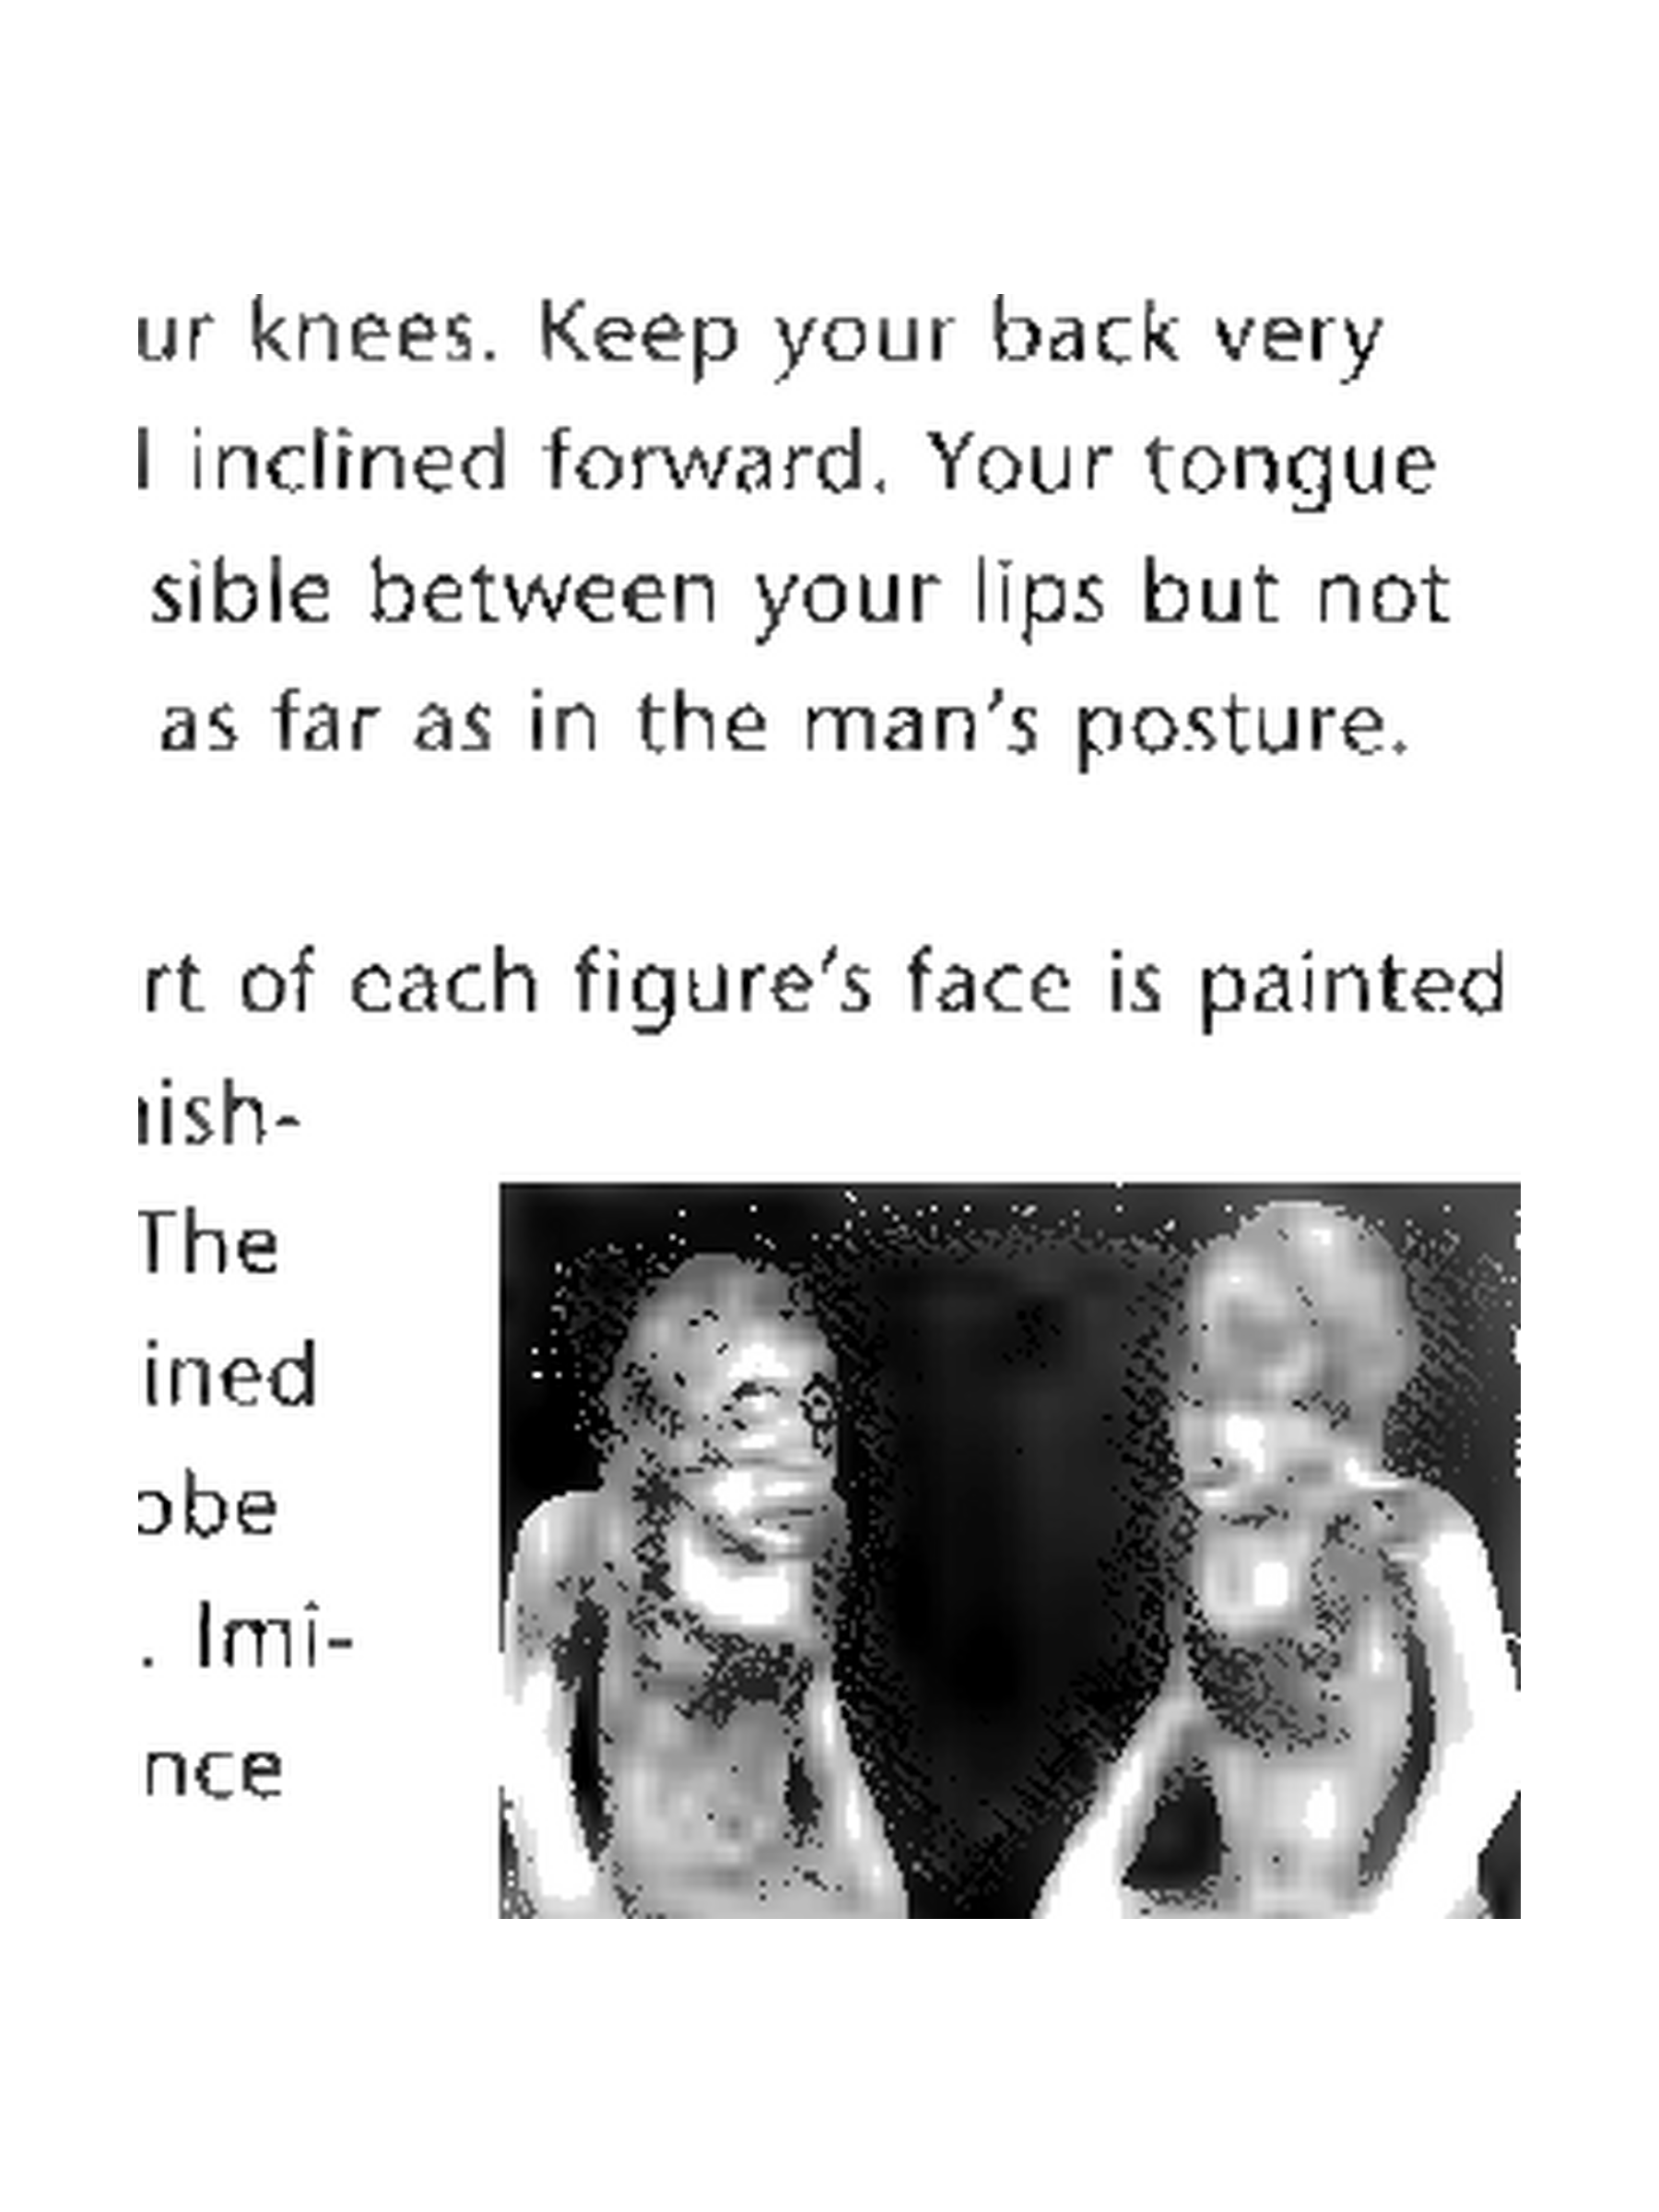 ur knees. Keep your back very
l inclined forward. Your tongue
sible between your lips but not
as far as in the man's posture.
rt of each figure's face is painted
ish-
The
ined
obe
. Imi-
nce